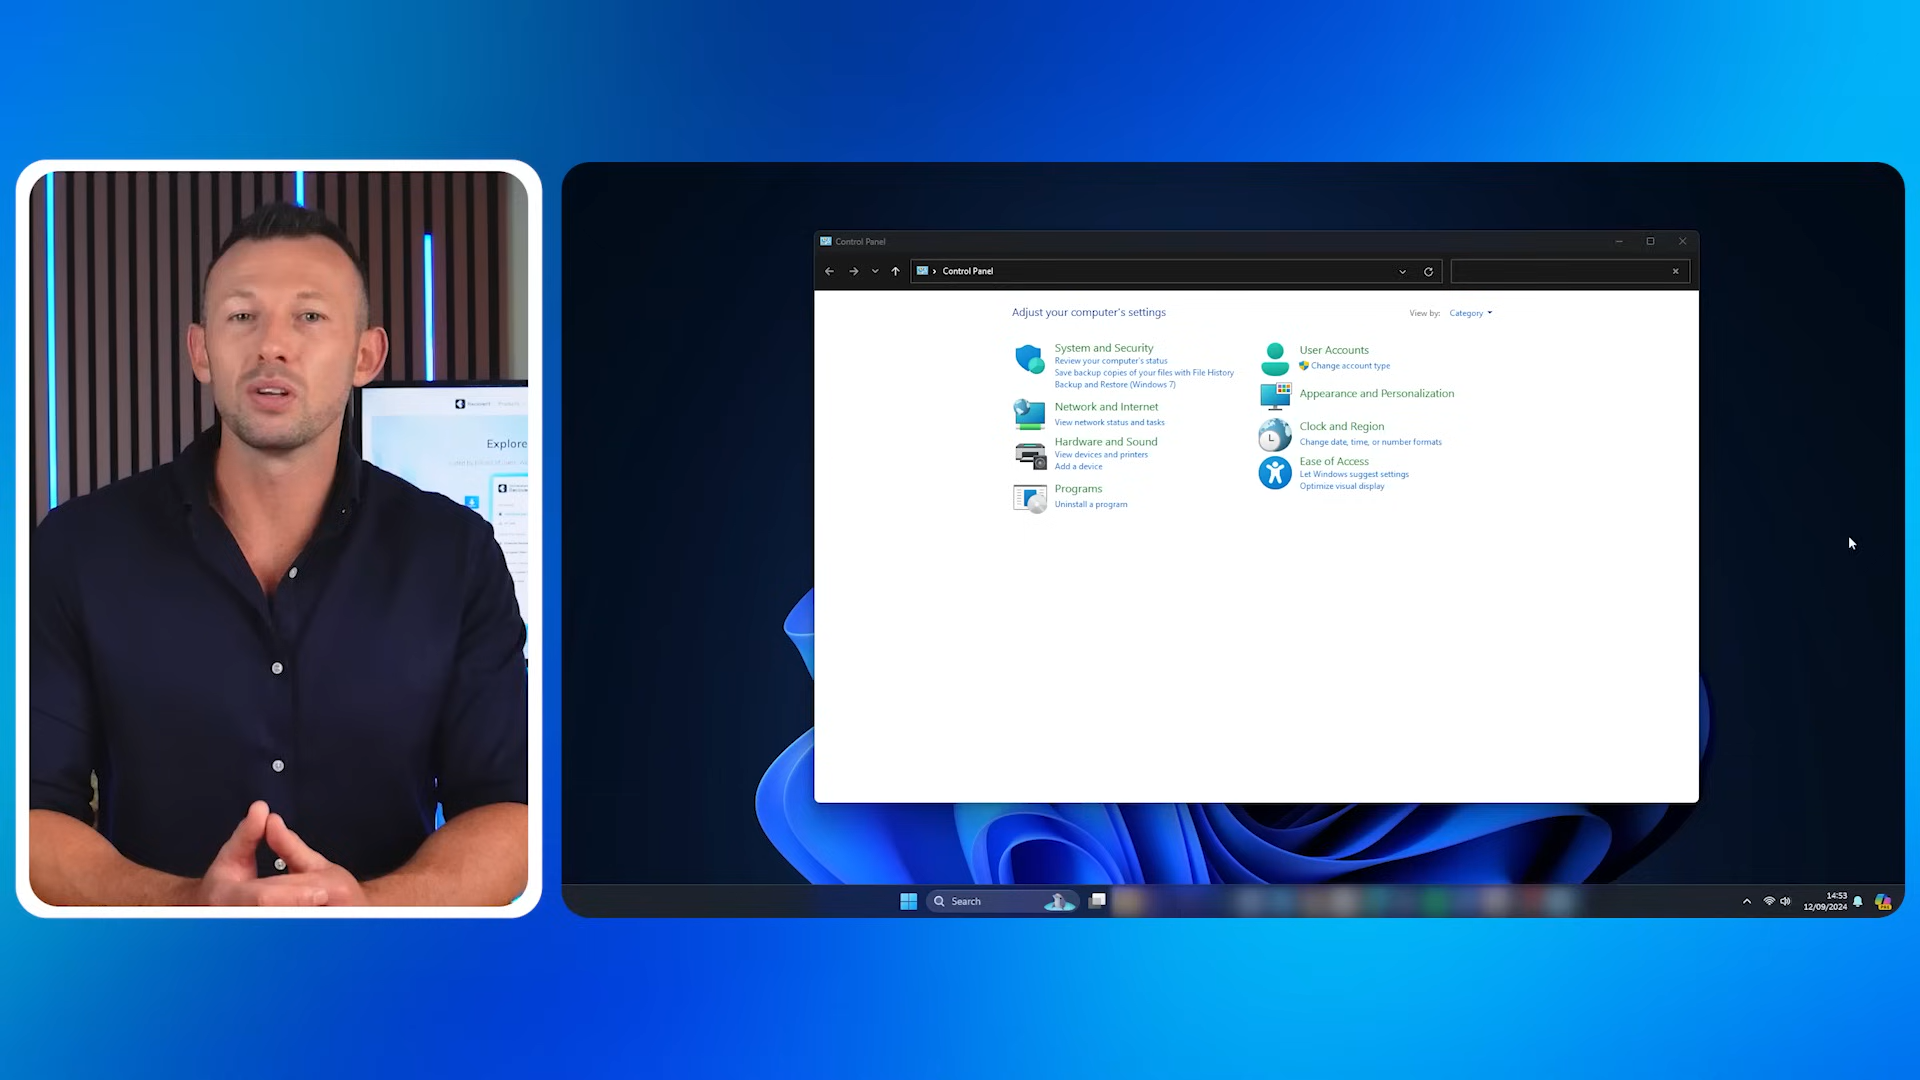 Explore
Control Panel
Control Panel
Adjust your computer's settings
View by: Category
System and Security
Review your computer's status
Save backup copies of your files with File History
Backup and Restore (Windows 7)
Network and Internet
View network status and tasks
Hardware and Sound
View devices and printers
Add a device
Programs
Uninstall a program
User Accounts
Change account type
Appearance and Personalization
Clock and Region
Change date, time, or number formats
Ease of Access
Let Windows suggest settings
Optimize visual display
Search
14:53
12/09/2024